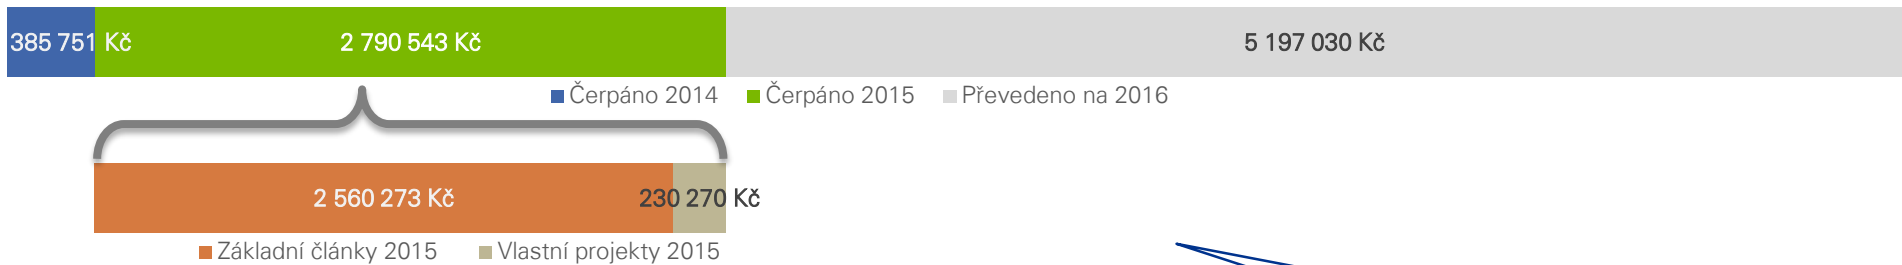 385 751 Kč 2 790 543 Kč 5 197 030 Kč
Čerpáno 2014 Čerpáno 2015 Převedeno na 2016
2 560 273 Kč 230 270 Kč
Základní články 2015 Vlastní projekty 2015